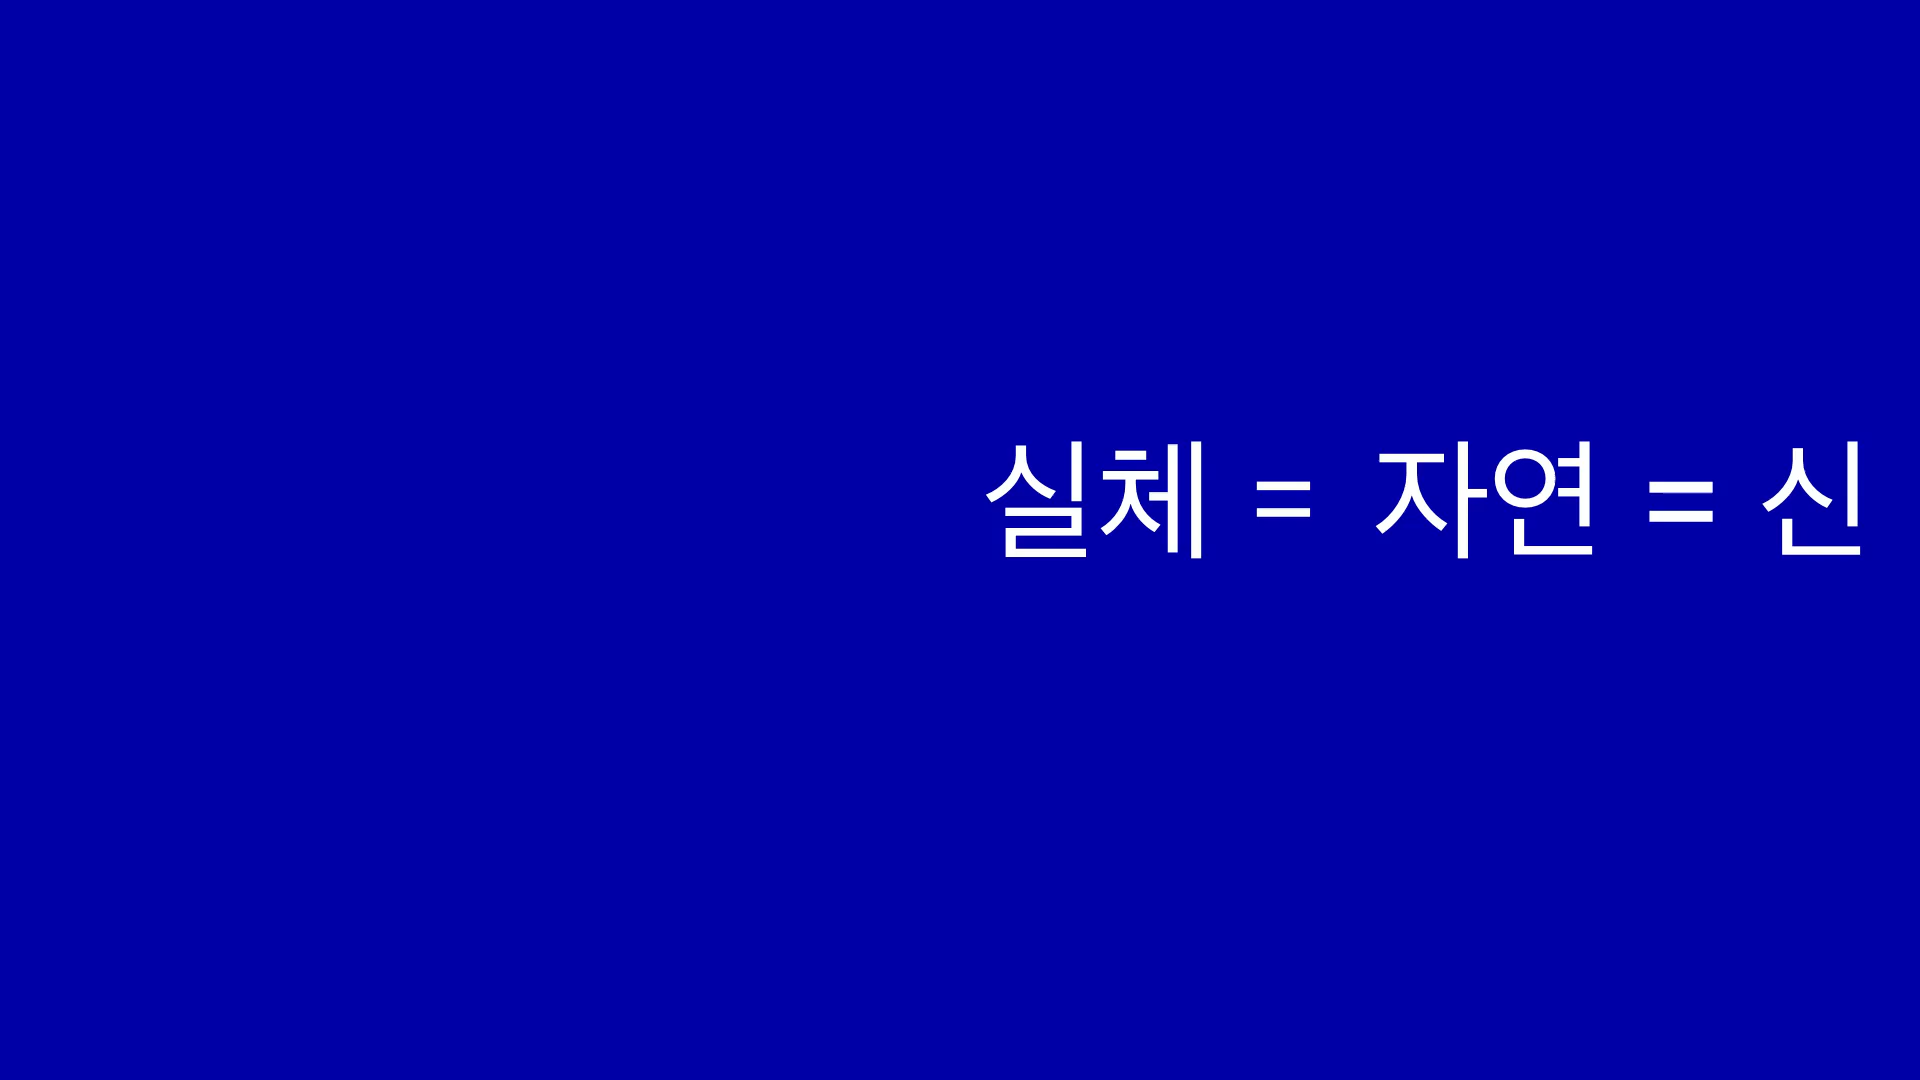 실체 = 자연 = 신